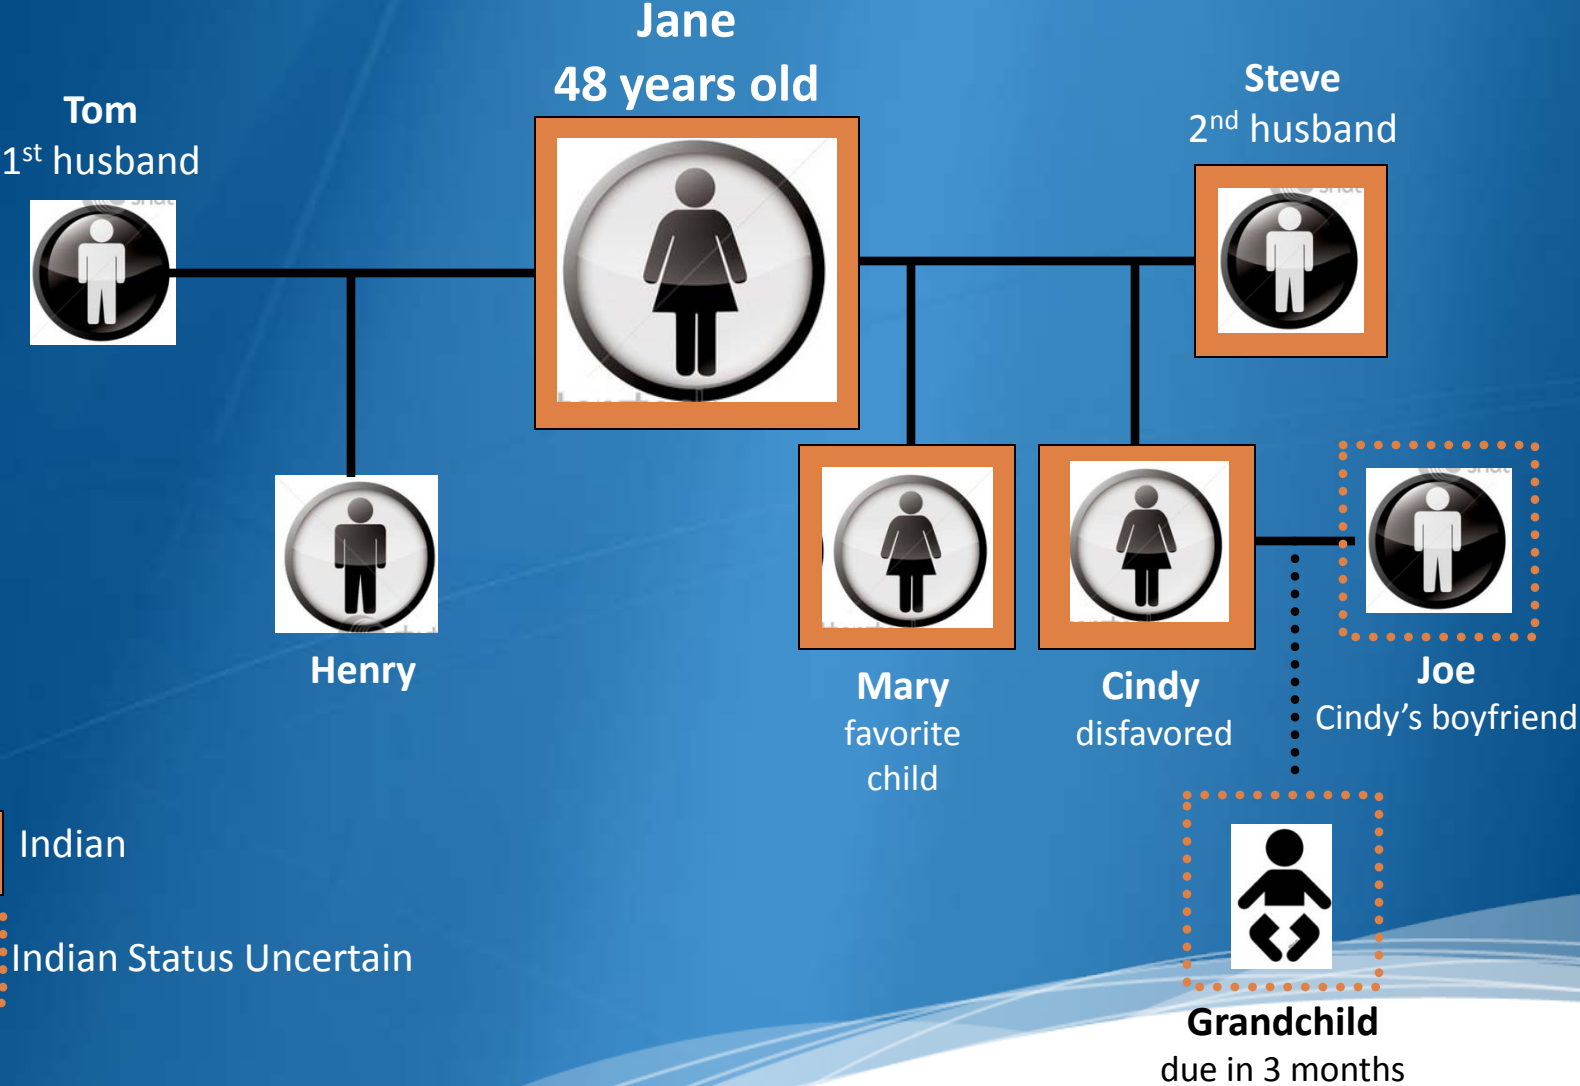 Jane
48 years old
Tom
1st husband
Steve
2nd husband
Henry
Mary
favorite
child
Cindy
disfavored
Joe
Cindy’s boyfriend
Indian
Indian Status Uncertain
Grandchild
due in 3 months